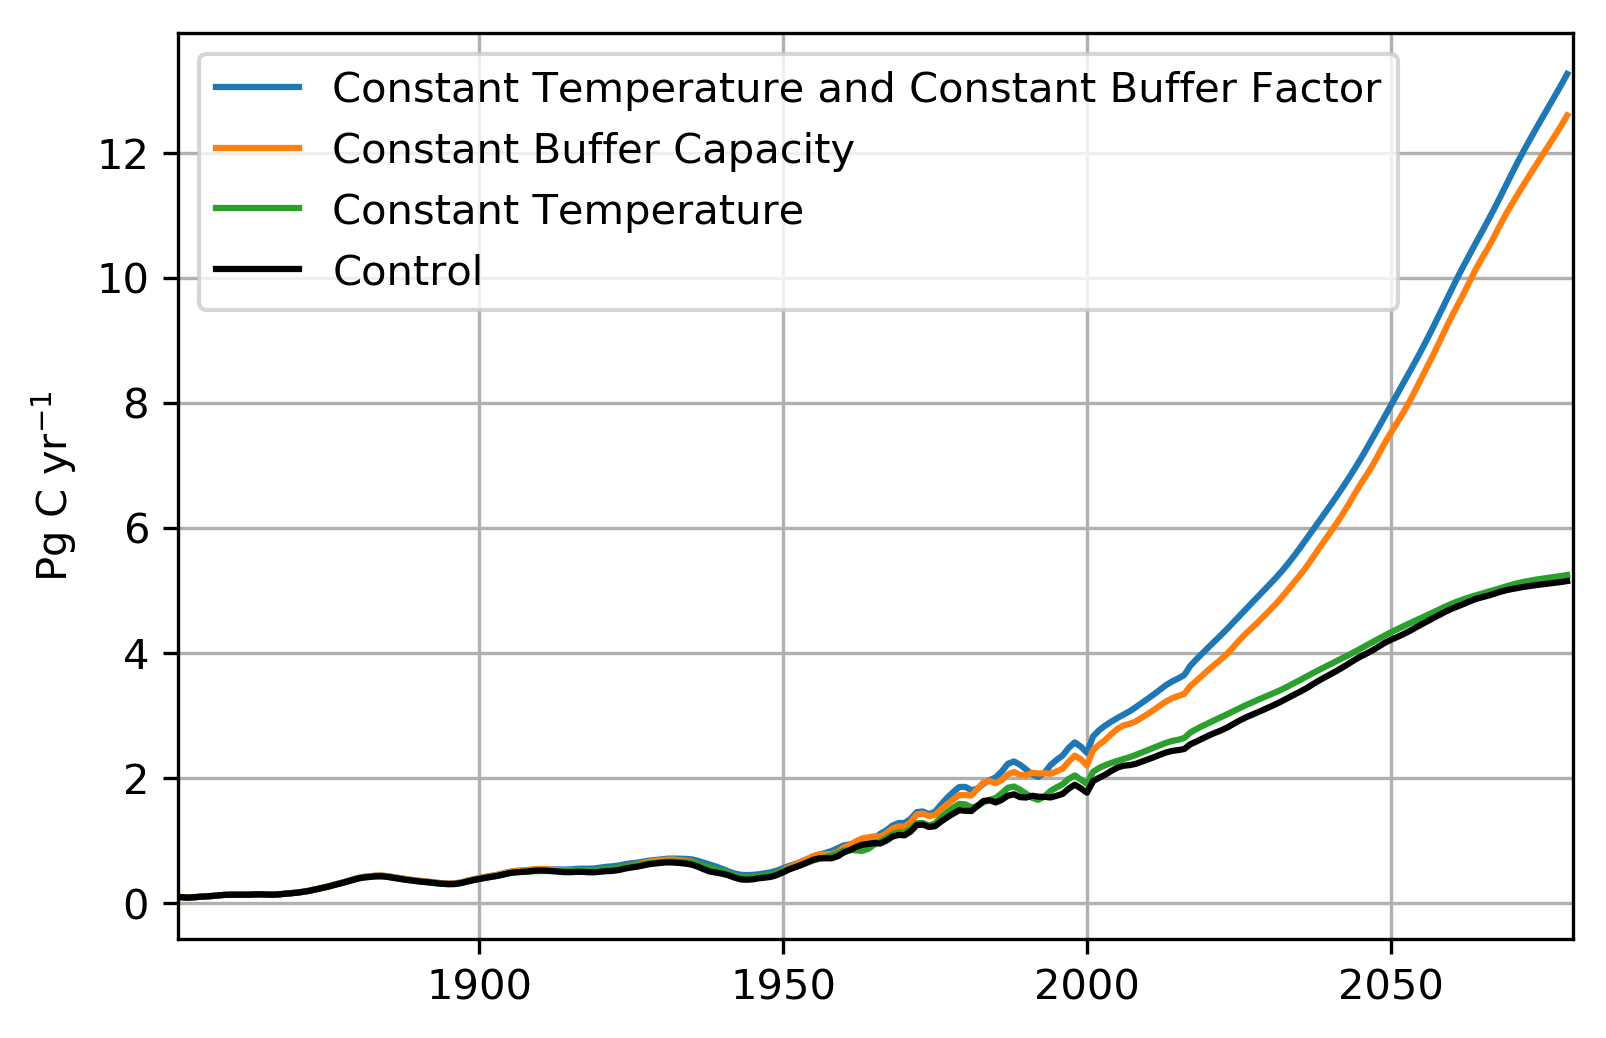 Constant Temperature and Constant Buffer Factor
Constant Buffer Capacity
Constant Temperature
Control
12
10
8
6
4
2
0
Pg C yr⁻¹
1900 1950 2000 2050